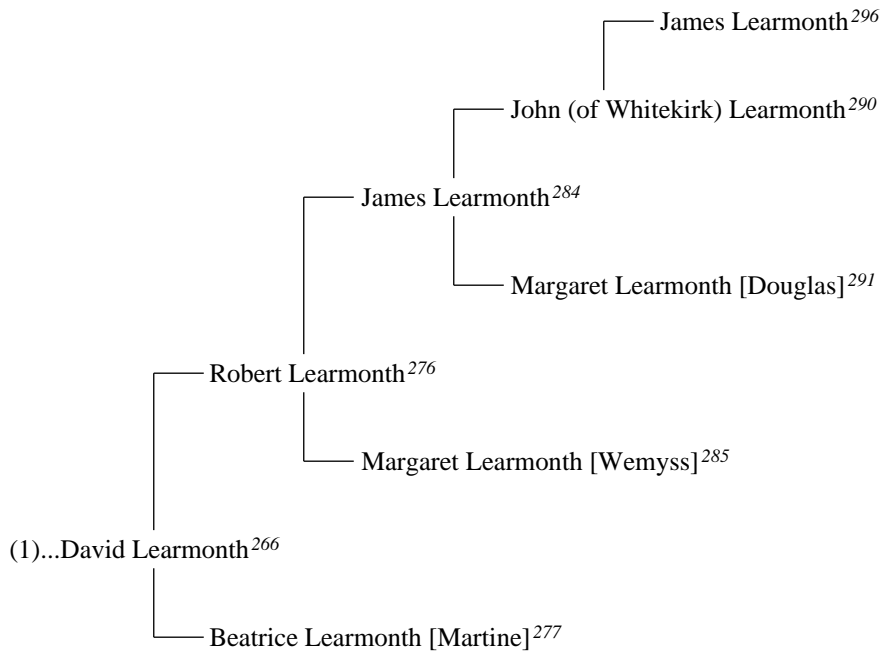 James Learmonth296
John (of Whitekirk) Learmonth290
James Learmonth284
Margaret Learmonth [Douglas]291
Robert Learmonth276
Margaret Learmonth [Wemyss]285
(1)...David Learmonth266
Beatrice Learmonth [Martine]277